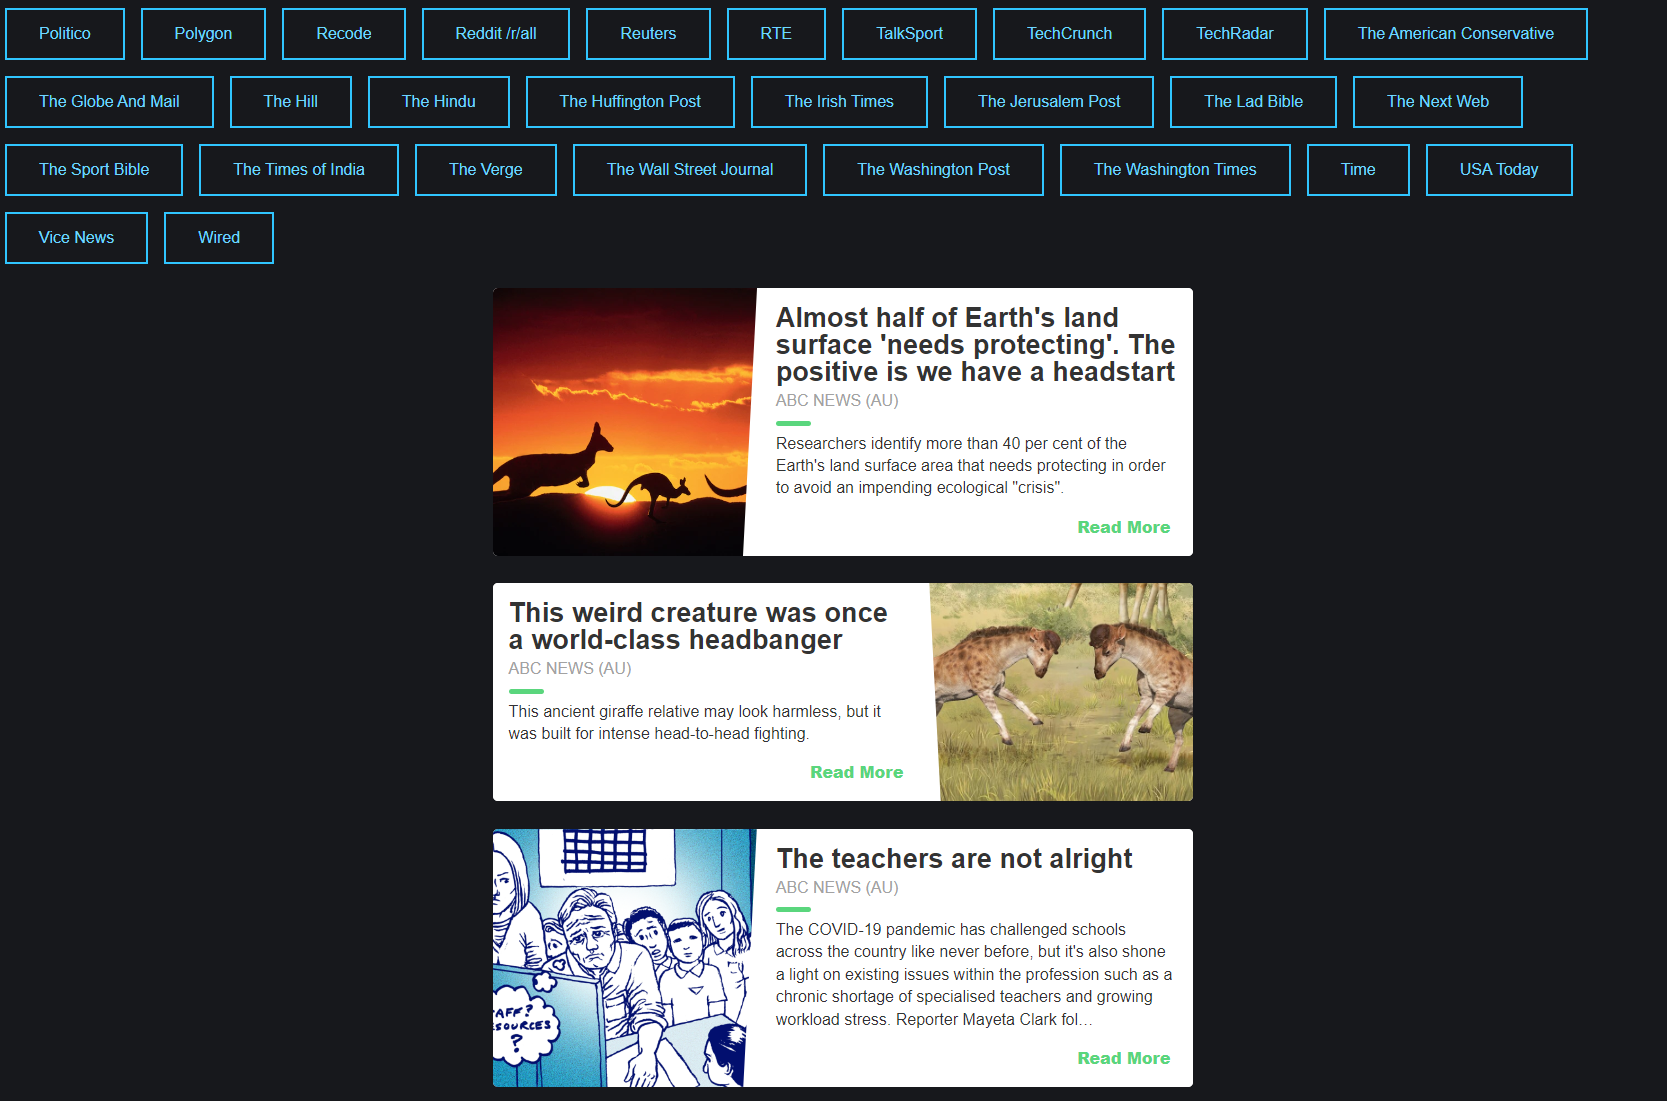 Politico
Polygon
Recode
Reddit /r/all
Reuters
RTE
TalkSport
TechCrunch
TechRadar
The American Conservative
The Globe And Mail
The Hill
The Hindu
The Huffington Post
The Irish Times
The Jerusalem Post
The Lad Bible
The Next Web
The Sport Bible
The Times of India
The Verge
The Wall Street Journal
The Washington Post
The Washington Times
Time
USA Today
Vice News
Wired
Almost half of Earth's land
surface 'needs protecting'. The
positive is we have a headstart
ABC NEWS (AU)
Researchers identify more than 40 per cent of the
Earth's land surface area that needs protecting in order
to avoid an impending ecological "crisis".
Read More
This weird creature was once
a world-class headbanger
ABC NEWS (AU)
This ancient giraffe relative may look harmless, but it
was built for intense head-to-head fighting.
Read More
AFF?
SOURCES
?
The teachers are not alright
ABC NEWS (AU)
The COVID-19 pandemic has challenged schools
across the country like never before, but it's also shone
a light on existing issues within the profession such as a
chronic shortage of specialised teachers and growing
workload stress. Reporter Mayeta Clark fol…
Read More